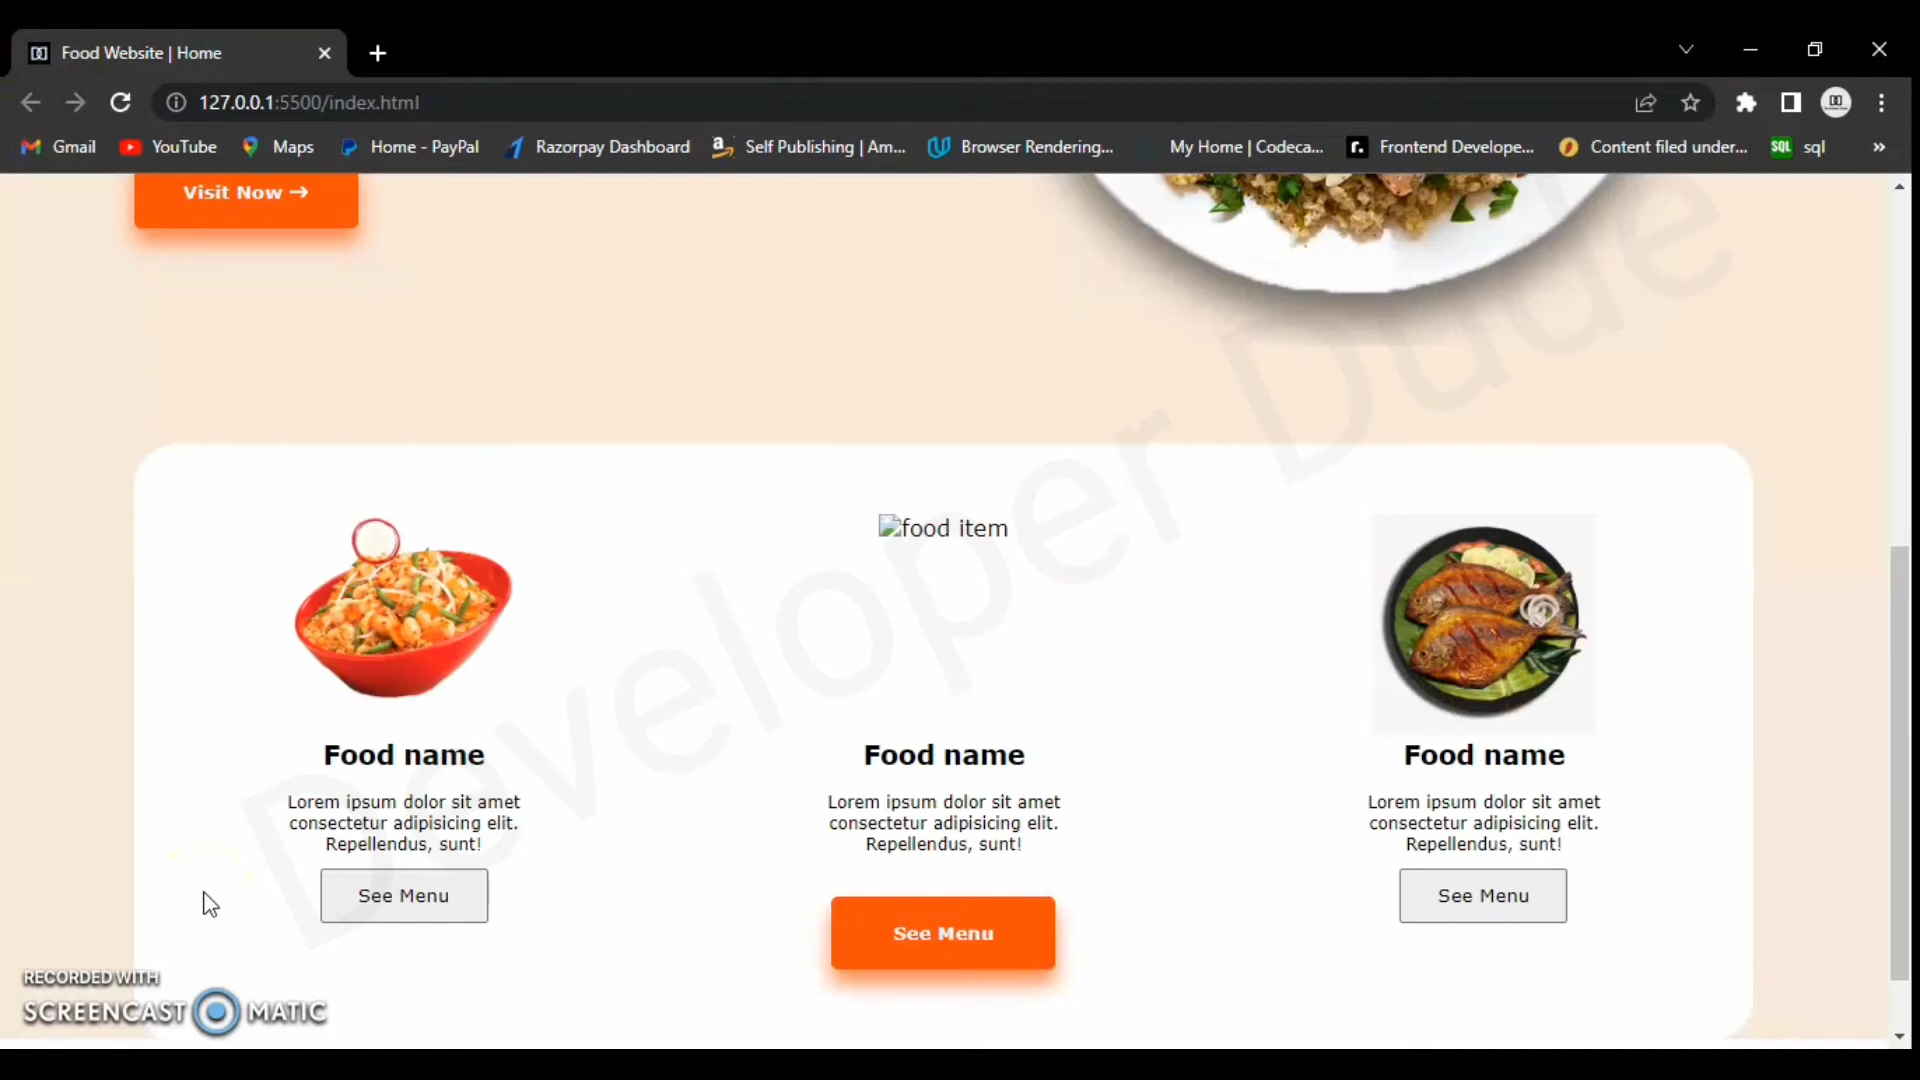 Food Website | Home
127.0.0.1:5500/index.html
Gmail YouTube Maps Home - PayPal Razorpay Dashboard Self Publishing | Am... Browser Rendering... My Home | Codeca... Frontend Develope... Content filed under... SQL sql »
Visit Now →
Developer Dude
food item
Food name Food name Food name
Lorem ipsum dolor sit amet Lorem ipsum dolor sit amet Lorem ipsum dolor sit amet
consectetur adipisicing elit. consectetur adipisicing elit. consectetur adipisicing elit.
Repellendus, sunt! Repellendus, sunt! Repellendus, sunt!
See Menu See Menu See Menu
RECORDED WITH
SCREENCAST MATIC